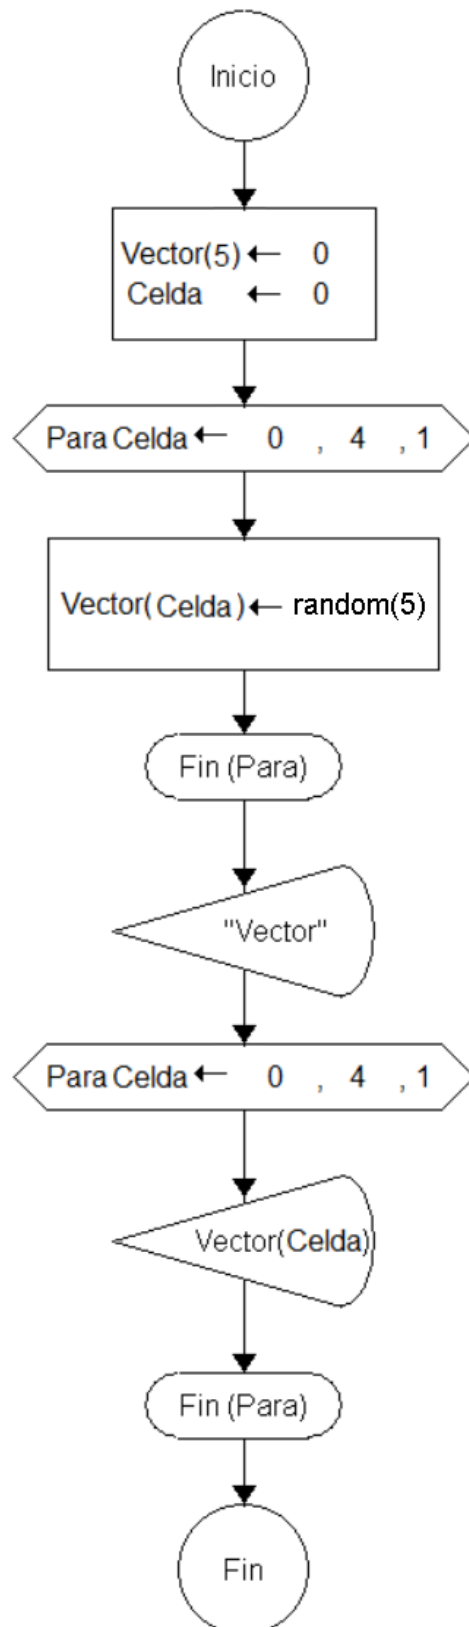 Inicio
Vector(5) ← 0
Celda ← 0
Para Celda ← 0 , 4 , 1
Vector(Celda) ← random(5)
Fin (Para)
"Vector"
Para Celda ← 0 , 4 , 1
Vector(Celda)
Fin (Para)
Fin